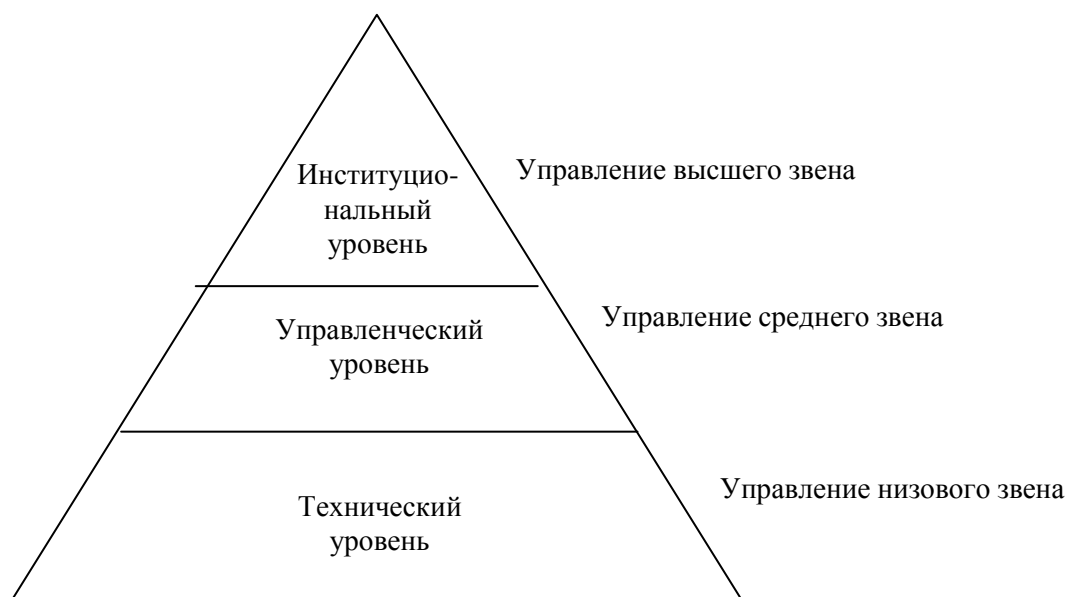 Институцио-
нальный
уровень
Управление высшего звена
Управленческий
уровень
Управление среднего звена
Технический
уровень
Управление низового звена